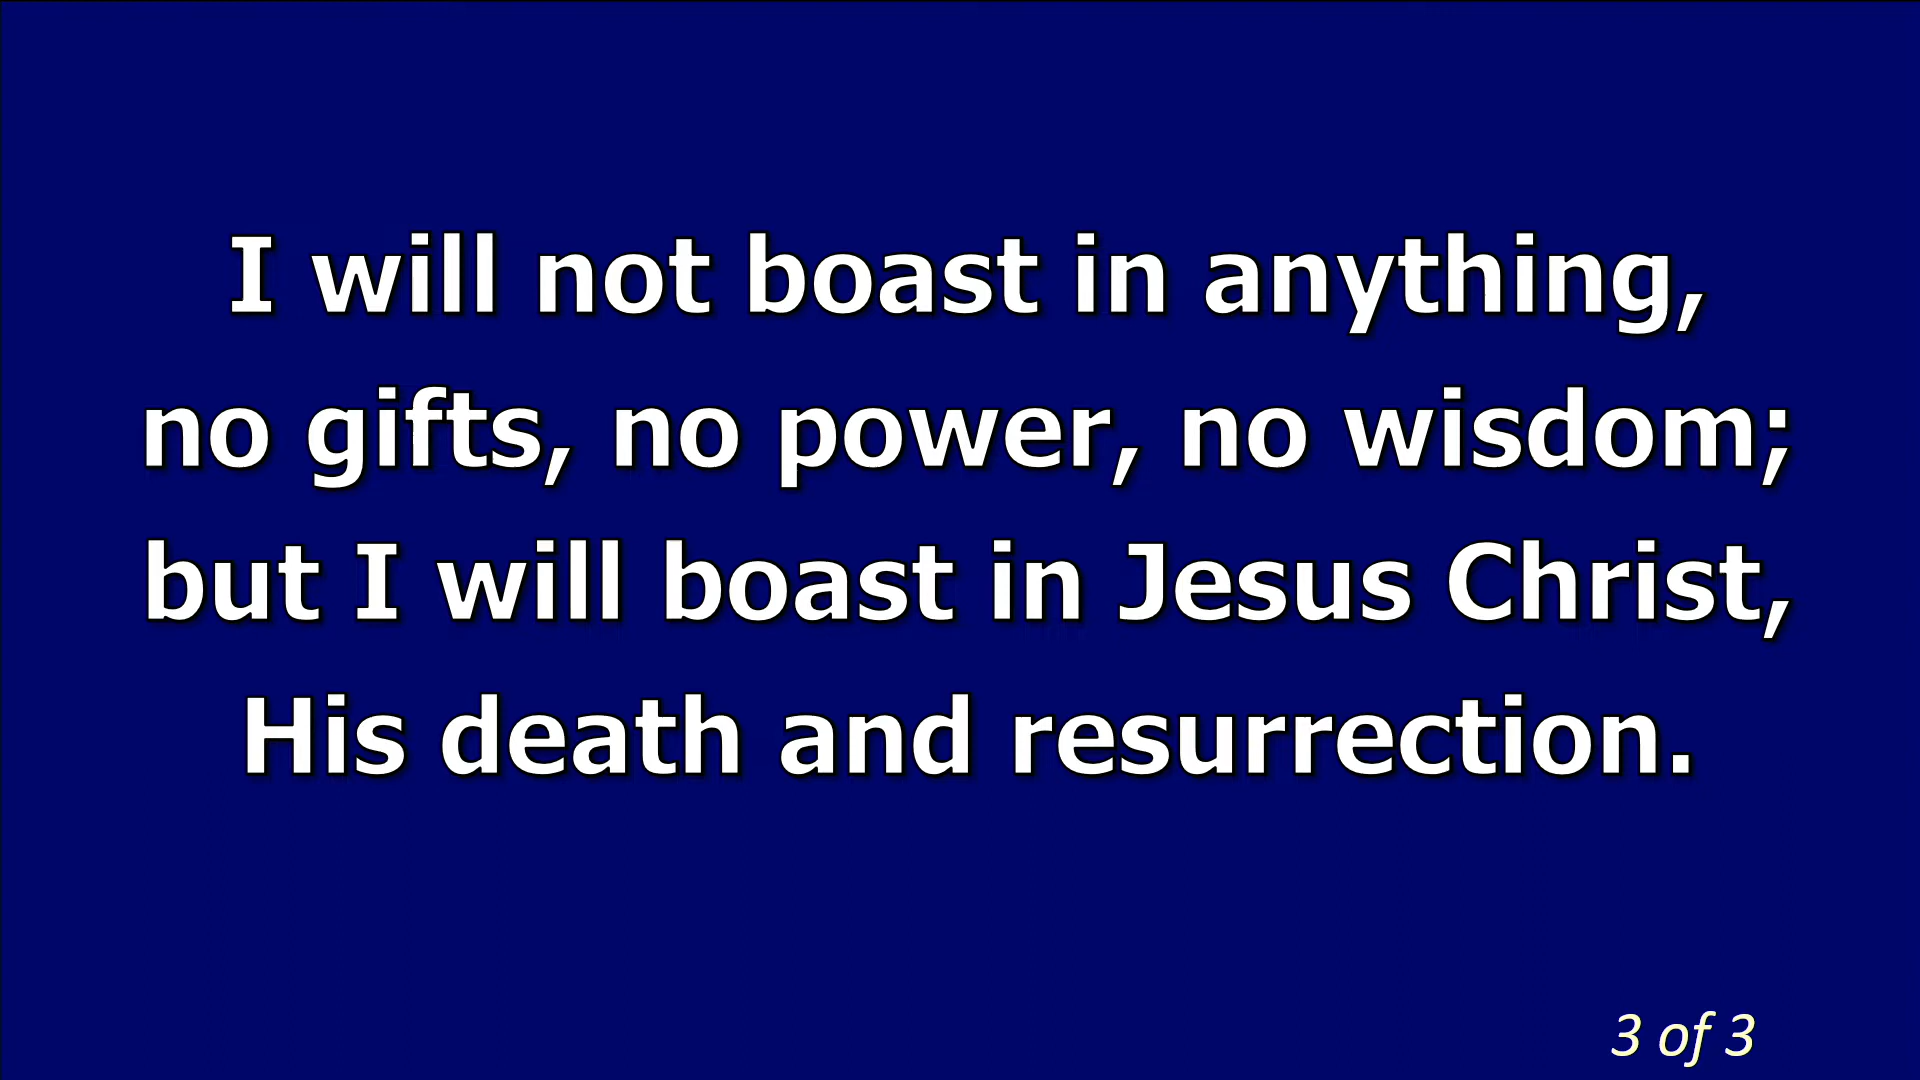 I will not boast in anything,
no gifts, no power, no wisdom;
but I will boast in Jesus Christ,
His death and resurrection.
3 of 3